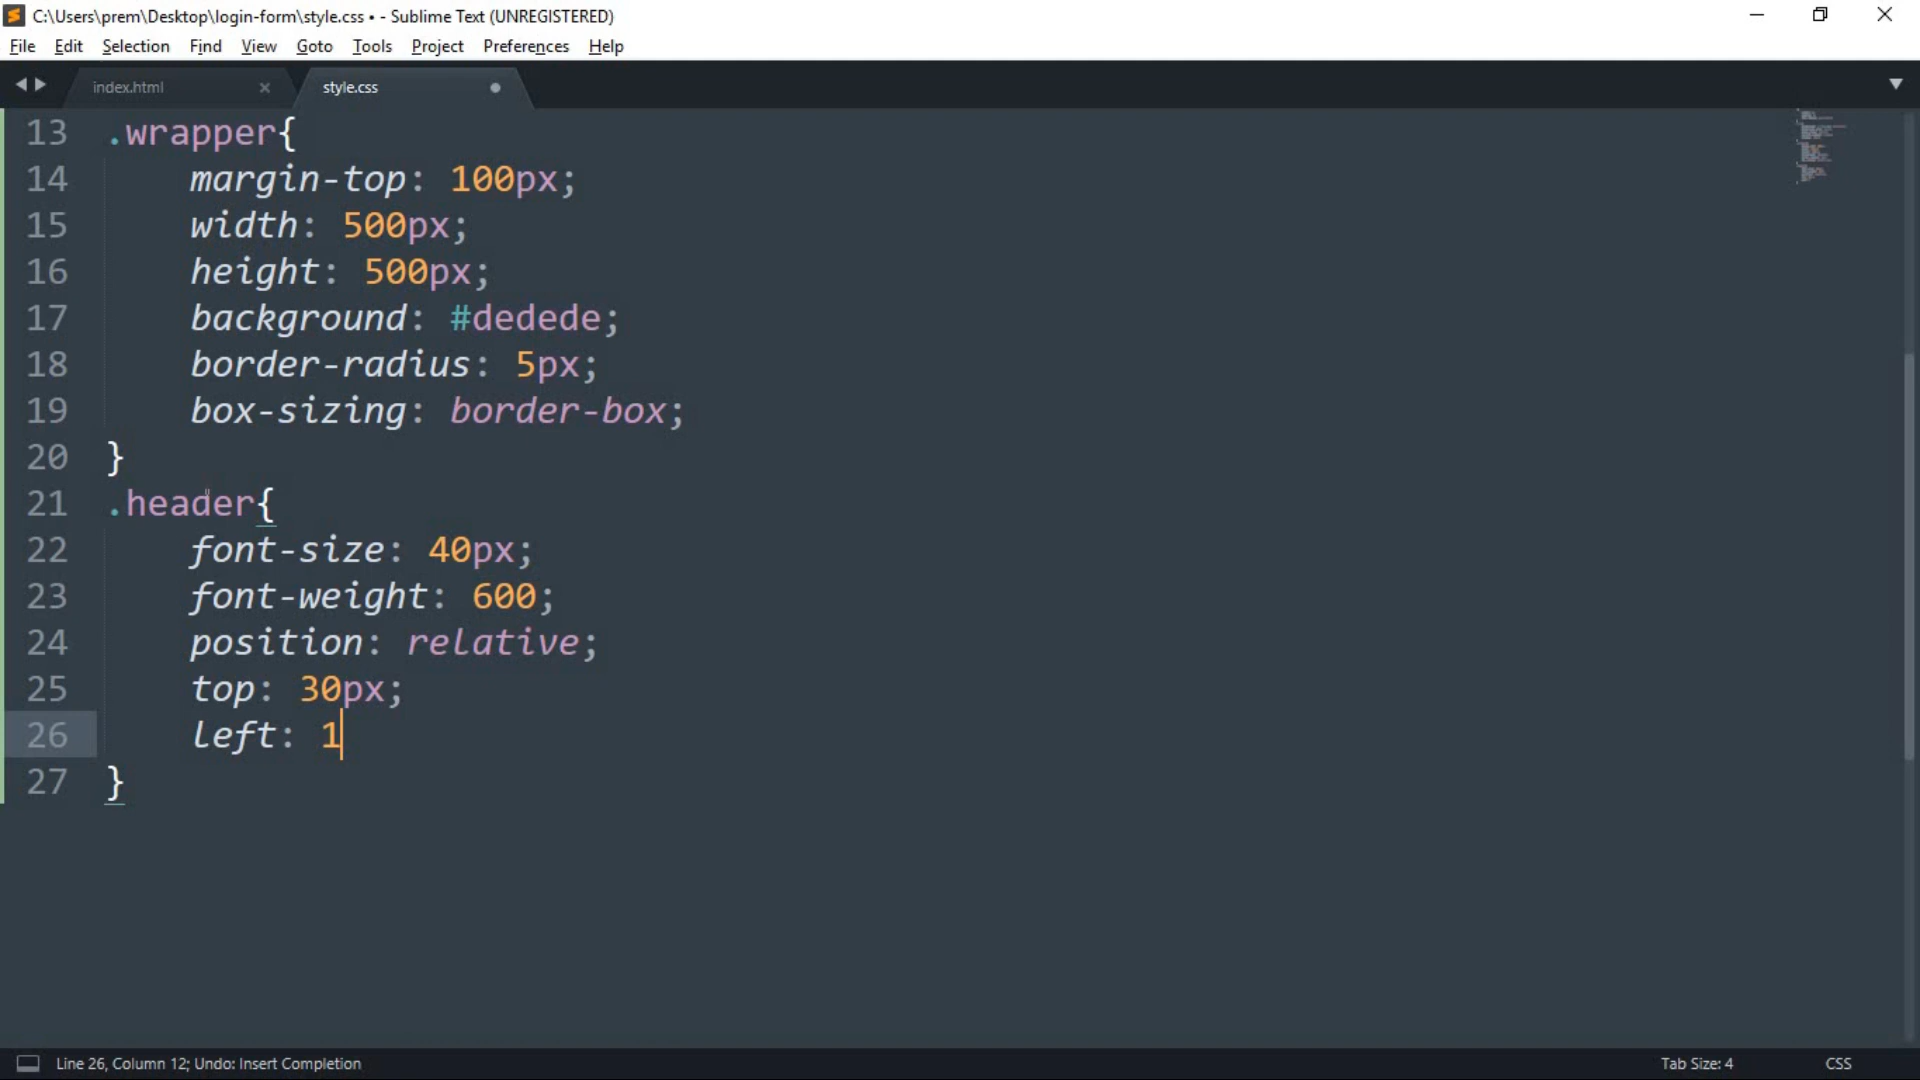 C:\Users\prem\Desktop\login-form\style.css • - Sublime Text (UNREGISTERED)
File Edit Selection Find View Goto Tools Project Preferences Help
index.html × style.css
13 .wrapper{
14 margin-top: 100px;
15 width: 500px;
16 height: 500px;
17 background: #dedede;
18 border-radius: 5px;
19 box-sizing: border-box;
20 }
21 .header{
22 font-size: 40px;
23 font-weight: 600;
24 position: relative;
25 top: 30px;
26 left: 1
27 }
Line 26, Column 12; Undo: Insert Completion Tab Size: 4 CSS